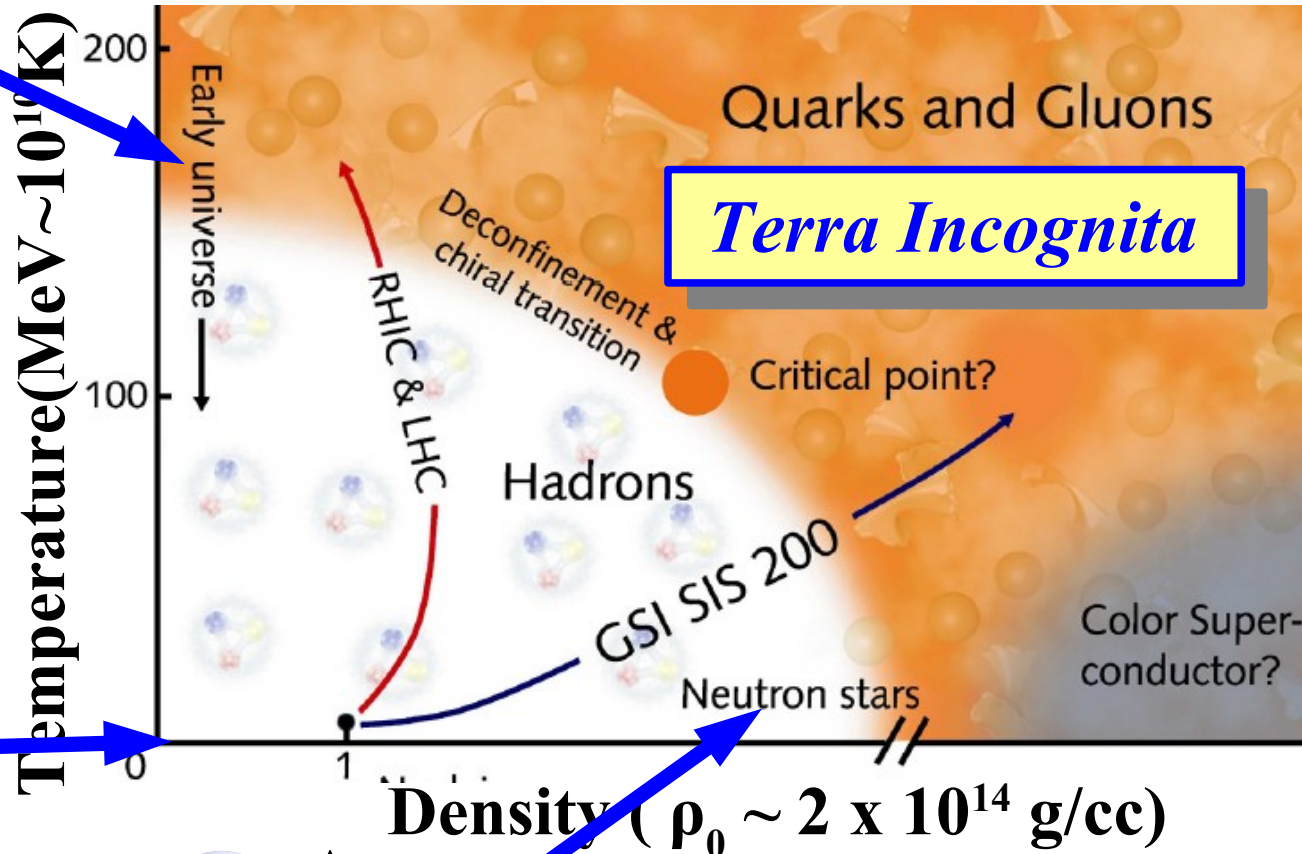 Temperature(MeV~10¹⁰K)
200
100
0
1
Early universe
Quarks and Gluons
Terra Incognita
Deconfinement &
chiral transition
RHIC & LHC
Critical point?
Hadrons
GSI SIS 200
Color Super-
conductor?
Neutron stars
Density ( ρ₀ ~ 2 x 10¹⁴ g/cc)